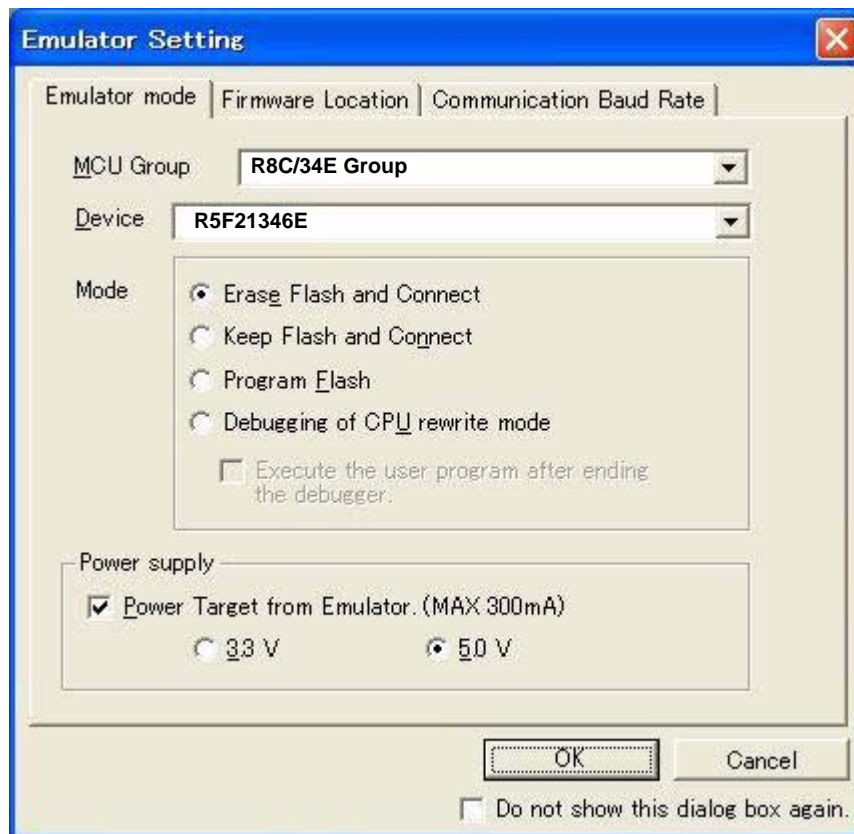 Emulator Setting
Emulator mode Firmware Location Communication Baud Rate
MCU Group R8C/34E Group
Device R5F21346E
Mode
Erase Flash and Connect
Keep Flash and Connect
Program Flash
Debugging of CPU rewrite mode
Execute the user program after ending
the debugger.
Power supply
Power Target from Emulator. (MAX 300mA)
3.3 V 5.0 V
OK Cancel
Do not show this dialog box again.